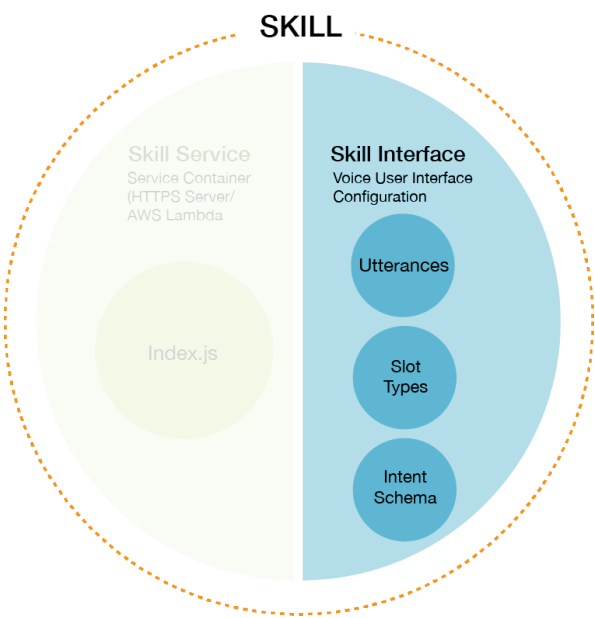 SKILL
Skill Service
Service Container
(HTTPS Server/
AWS Lambda
Index.js
Skill Interface
Voice User Interface
Configuration
Utterances
Slot
Types
Intent
Schema